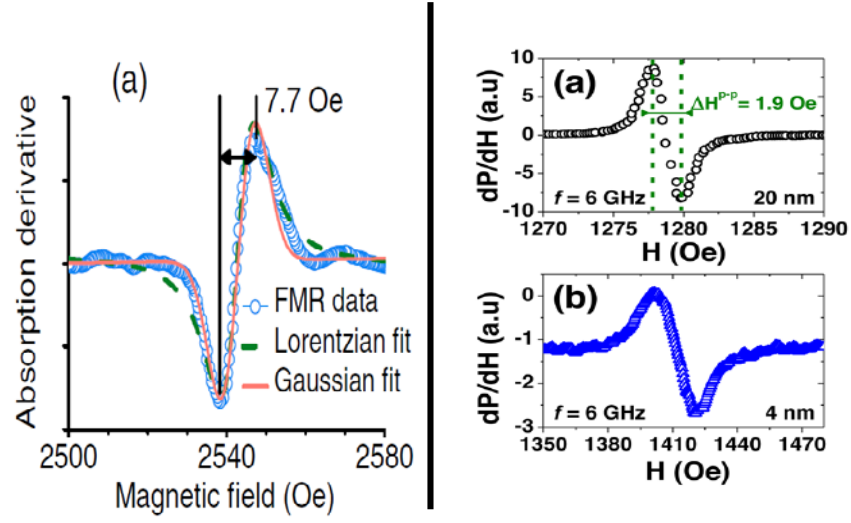 (a)
7.7 Oe
Absorption derivative
FMR data
Lorentzian fit
Gaussian fit
2500 2540 2580
Magnetic field (Oe)
(a)
ΔH^p-p = 1.9 Oe
f = 6 GHz 20 nm
dP/dH (a.u)
10
5
0
-5
-10
1270 1275 1280 1285 1290
H (Oe)
(b)
f = 6 GHz 4 nm
dP/dH (a.u)
0
-1
-2
-3
1350 1380 1410 1440 1470
H (Oe)